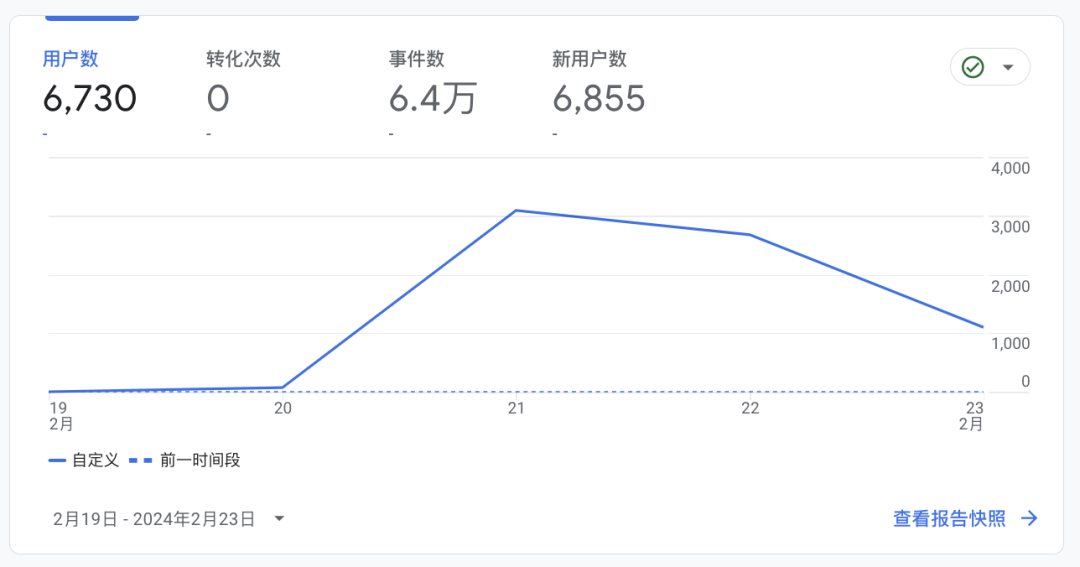 用户数 转化次数 事件数 新用户数
6,730 0 6.4万 6,855
- - - -
4,000
3,000
2,000
1,000
0
19 20 21 22 23
2月 2月
自定义 前一时间段
2月19日 - 2024年2月23日 查看报告快照